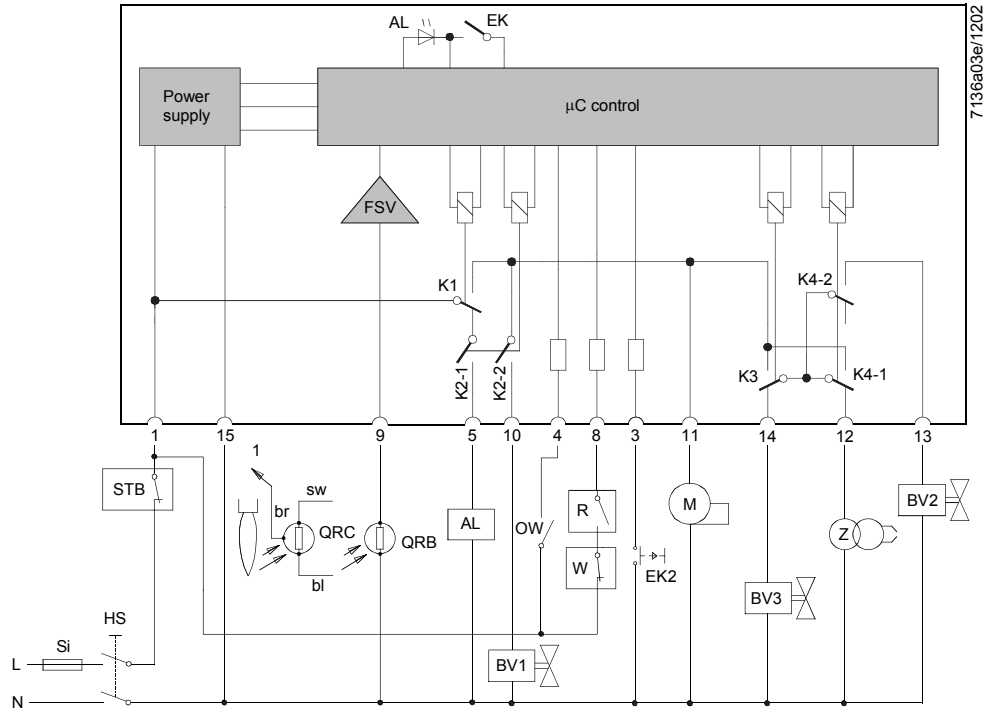 AL
EK
7136a03e/1202
Power
supply
µC control
FSV
K1
K4-2
K2-1
K2-2
K3
K4-1
1
15
9
5
10
4
8
3
11
14
12
13
1
STB
sw
br
QRC
QRB
bl
AL
OW
R
W
EK2
M
Z
BV2
BV3
BV1
HS
Si
L
N